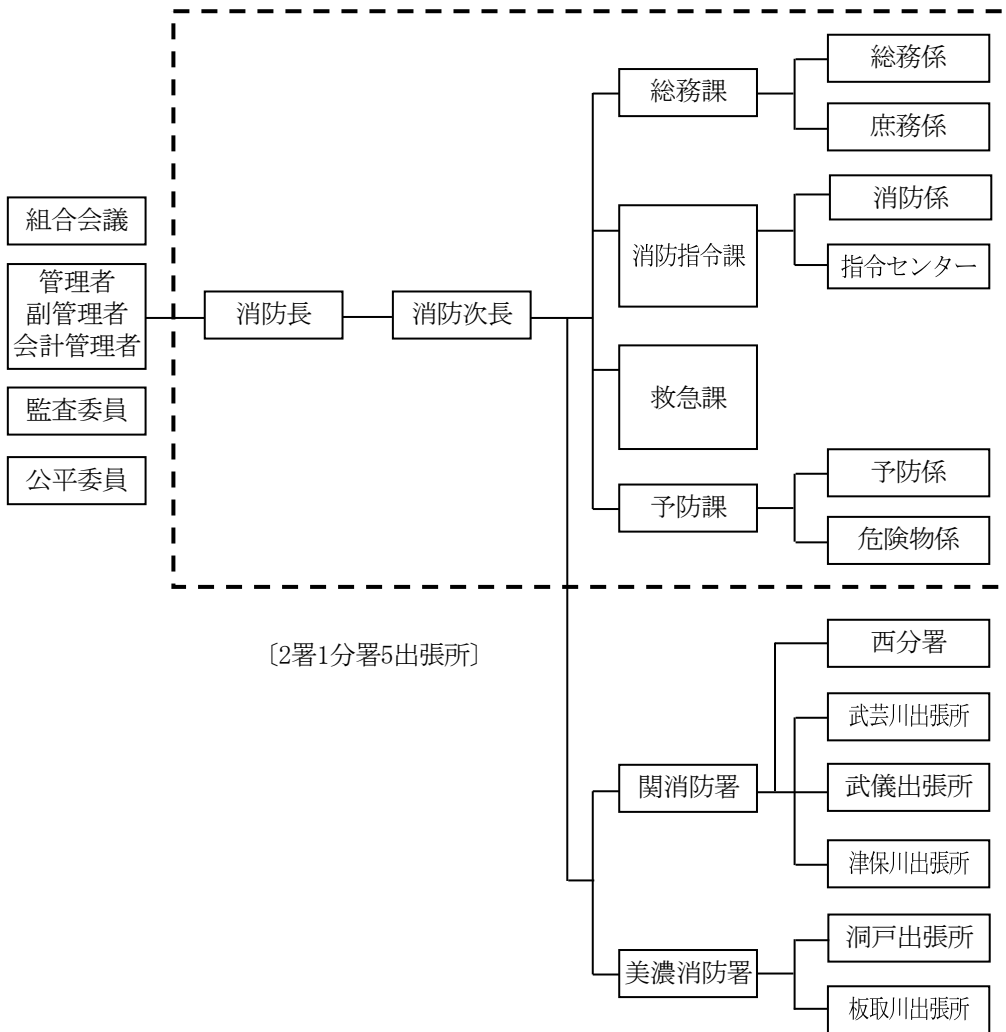 組合会議
管理者
副管理者
会計管理者
監査委員
公平委員
消防長
消防次長
総務課
総務係
庶務係
消防指令課
消防係
指令センター
救急課
予防課
予防係
危険物係
〔2署1分署5出張所〕
関消防署
西分署
武芸川出張所
武儀出張所
津保川出張所
美濃消防署
洞戸出張所
板取川出張所